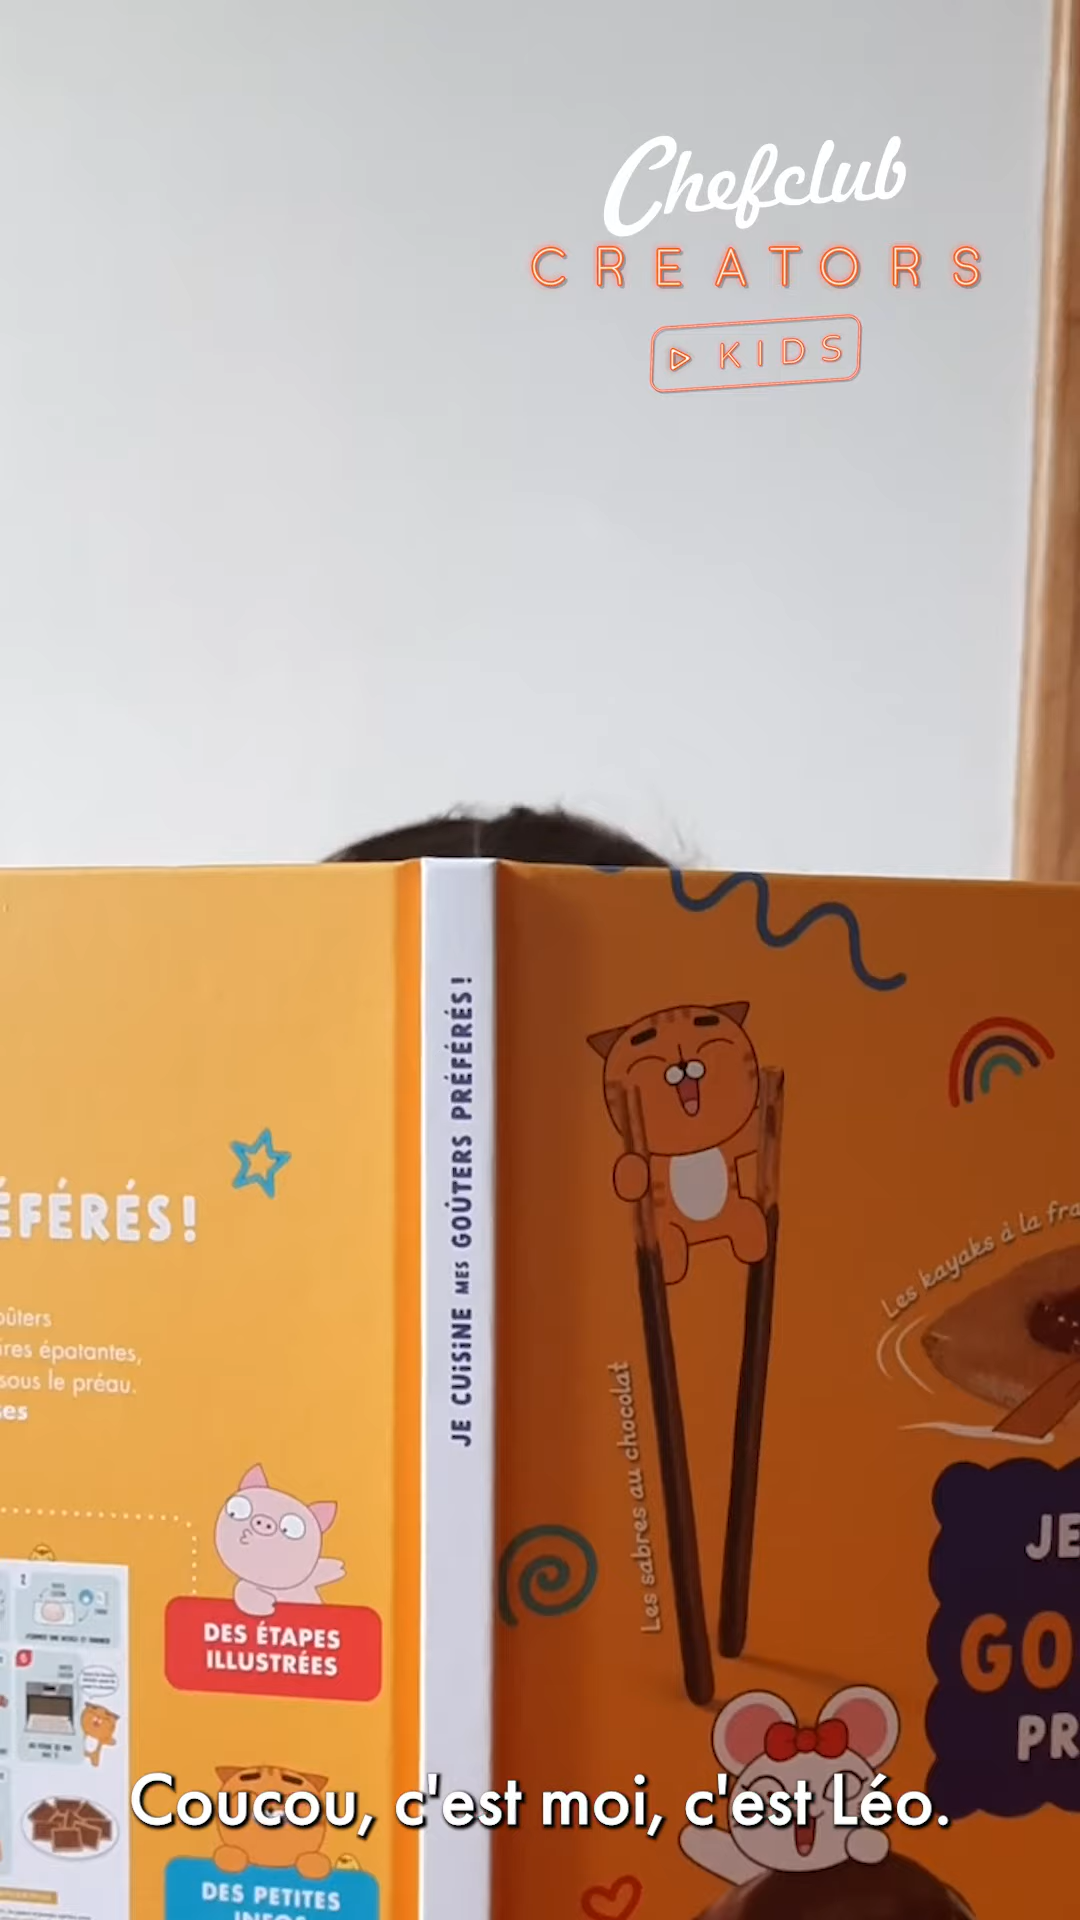 Chefclub
CREATORS
KIDS
ÉFÉRÉS!
oûters
ires épatantes,
sous le préau.
es
DES ÉTAPES
ILLUSTRÉES
DES PETITES
INFOS
JE CUISINE MES GOÛTERS PRÉFÉRÉS!
Les sabres au chocolat
Les kayaks à la fra
JE
GO
PR
Coucou, c'est moi, c'est Léo.